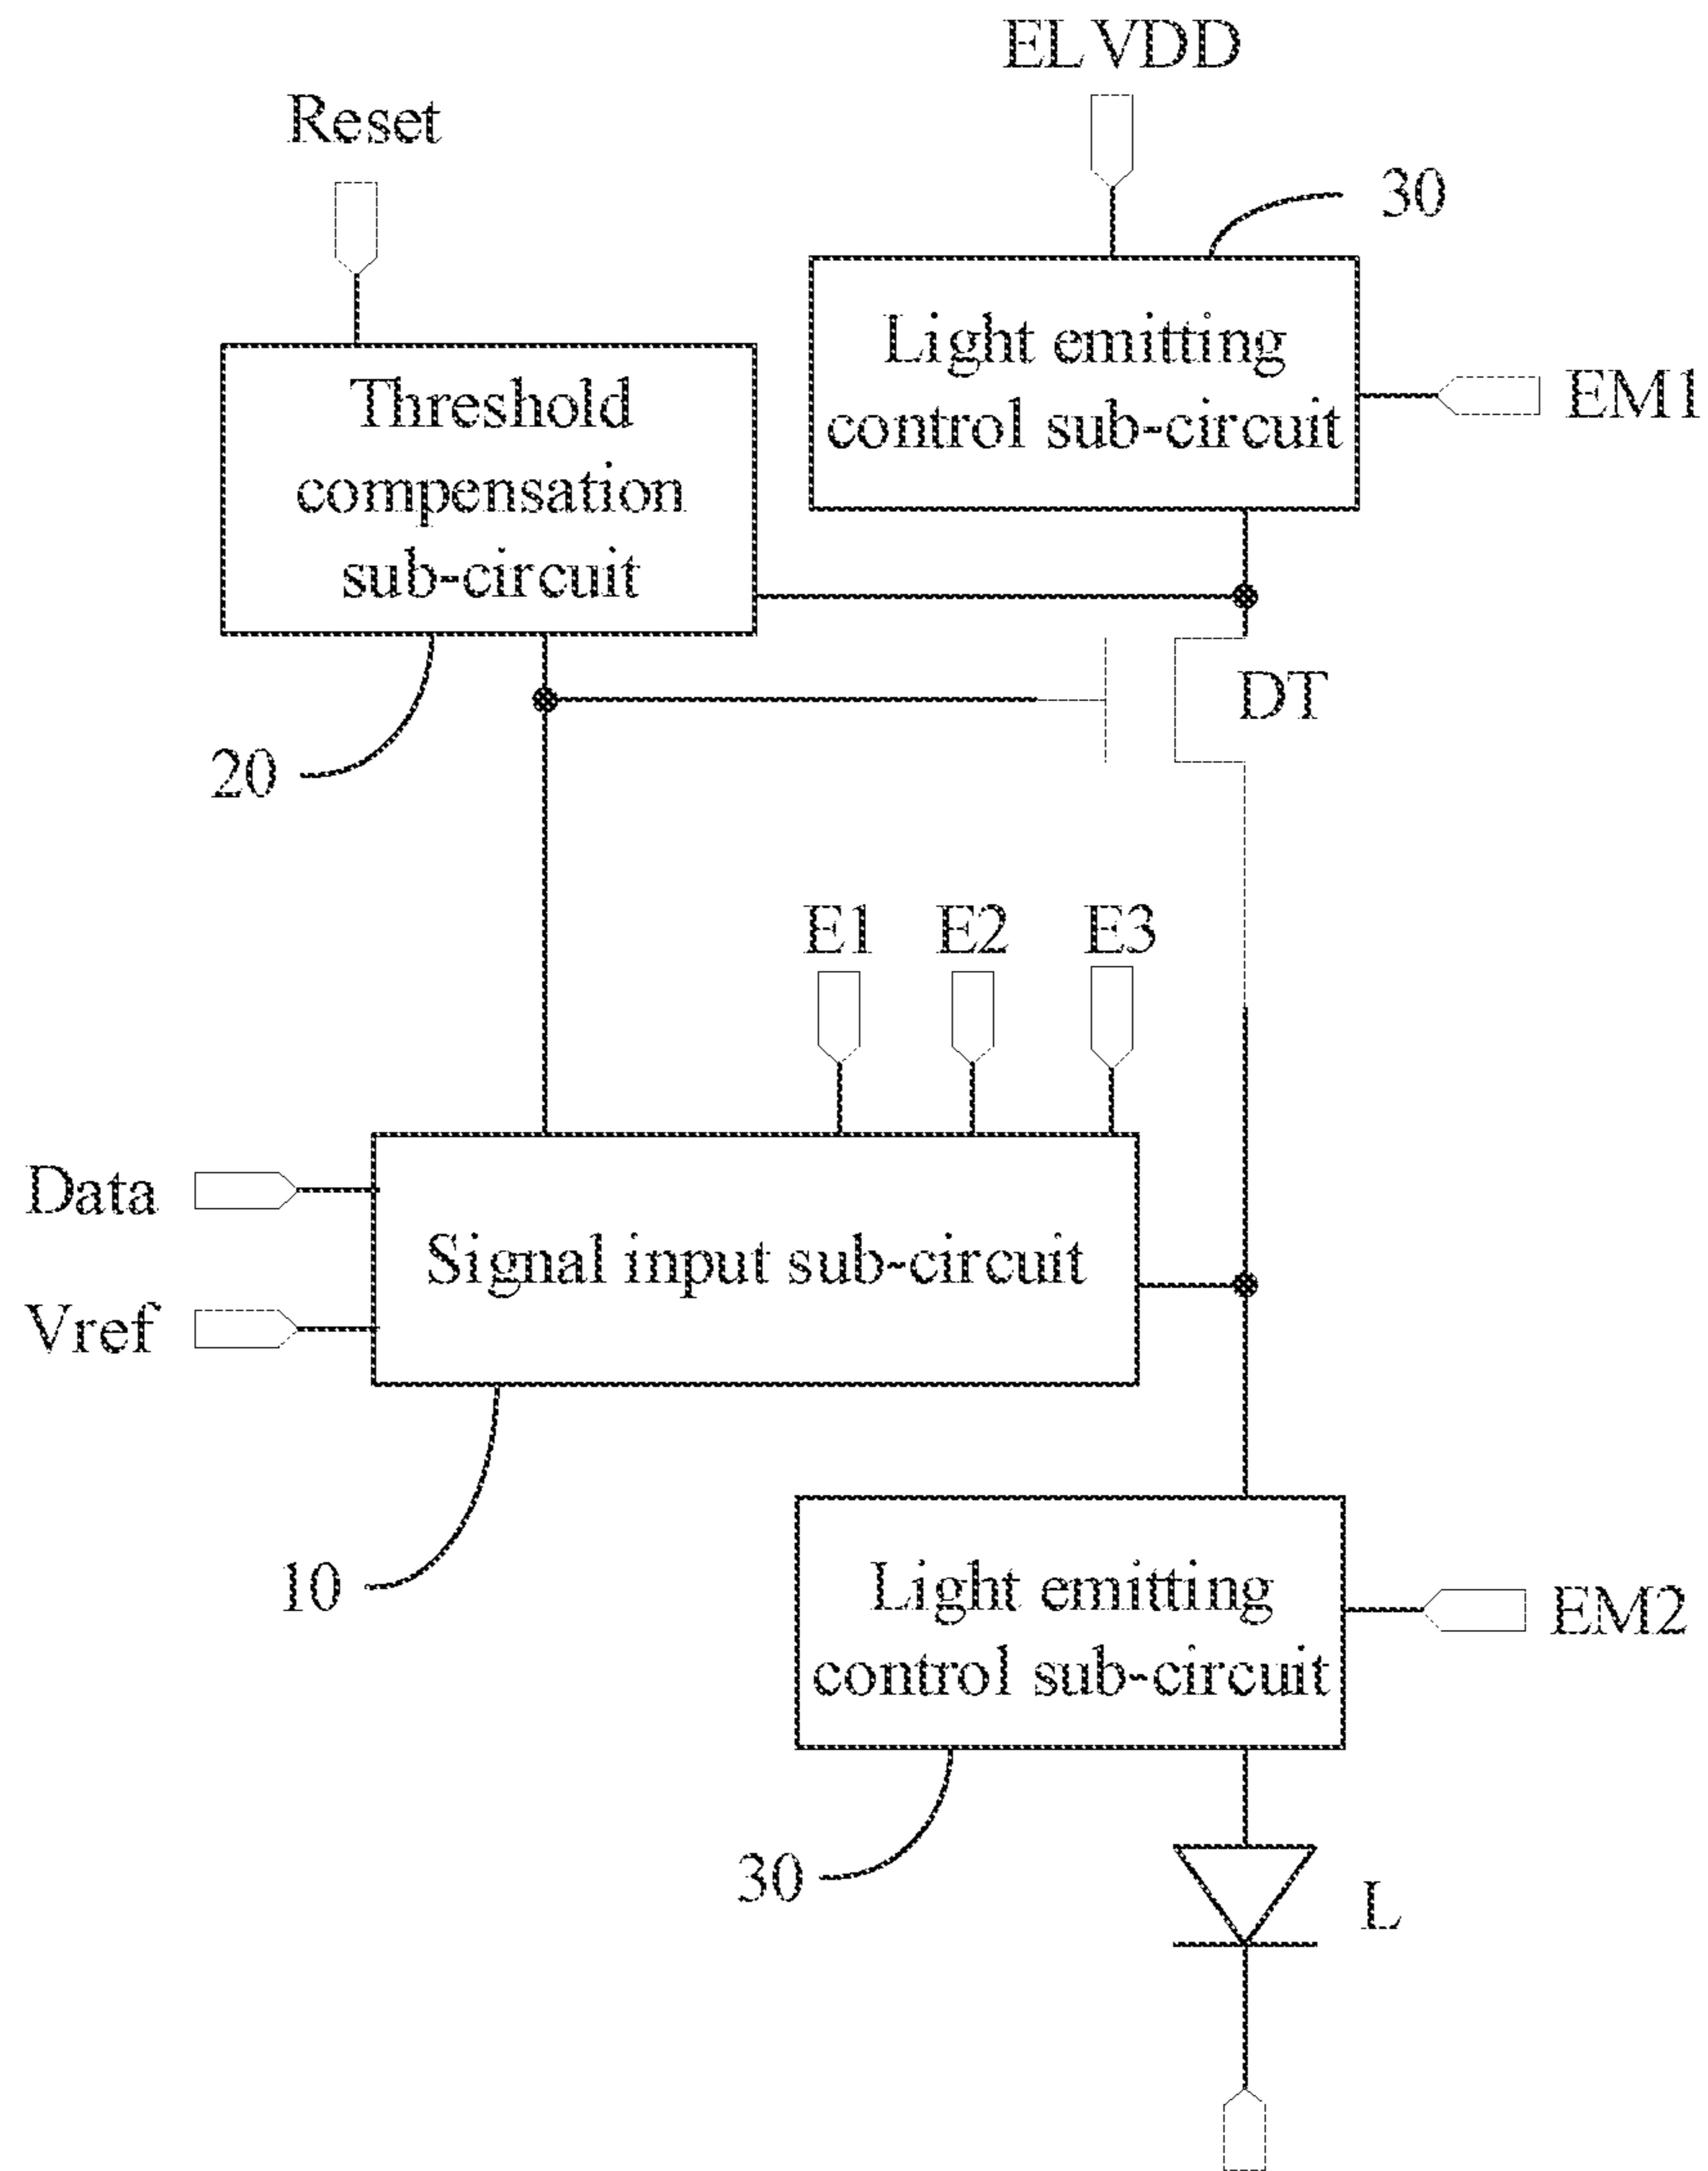 ELVDD
Reset
30
Light emitting
control sub-circuit
EM1
Threshold
compensation
sub-circuit
DT
20
E1 E2 E3
Data
Signal input sub-circuit
Vref
10
Light emitting
control sub-circuit
EM2
30
L